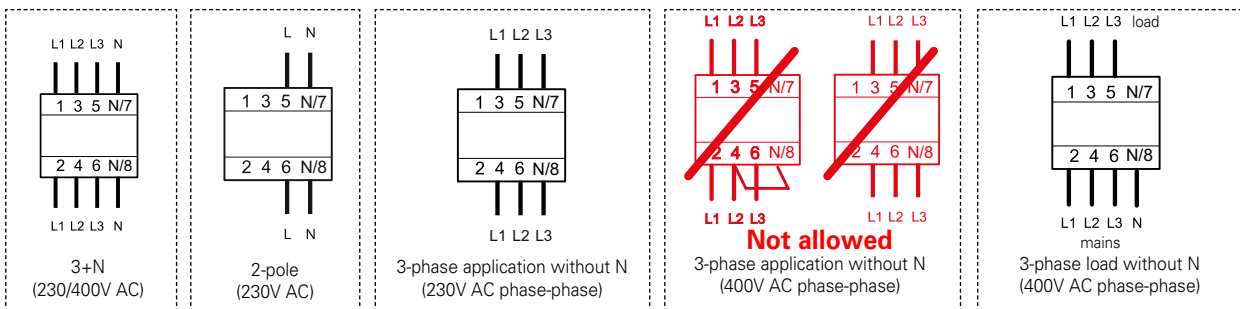 L1 L2 L3 N
1 3 5 N/7
2 4 6 N/8
L1 L2 L3 N
3+N
(230/400V AC)
L N
1 3 5 N/7
2 4 6 N/8
L N
2-pole
(230V AC)
L1 L2 L3
1 3 5 N/7
2 4 6 N/8
L1 L2 L3
3-phase application without N
(230V AC phase-phase)
L1 L2 L3
1 3 5 N/7
2 4 6 N/8
L1 L2 L3
L1 L2 L3
1 3 5 N/7
2 4 6 N/8
L1 L2 L3
Not allowed
3-phase application without N
(400V AC phase-phase)
L1 L2 L3 load
1 3 5 N/7
2 4 6 N/8
L1 L2 L3 N
mains
3-phase load without N
(400V AC phase-phase)